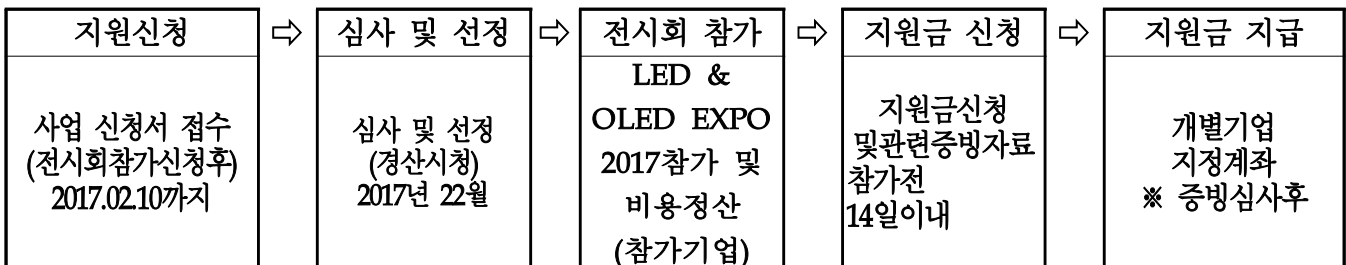 지원신청 ⇨ 심사 및 선정 ⇨ 전시회 참가 ⇨ 지원금 신청 ⇨ 지원금 지급
사업 신청서 접수
(전시회참가신청후)
2017.02.10까지
심사 및 선정
(경산시청)
2017년 22월
LED &
OLED EXPO
2017참가 및
비용정산
(참가기업)
지원금신청
및관련증빙자료
참가전
14일이내
개별기업
지정계좌
※ 증빙심사후